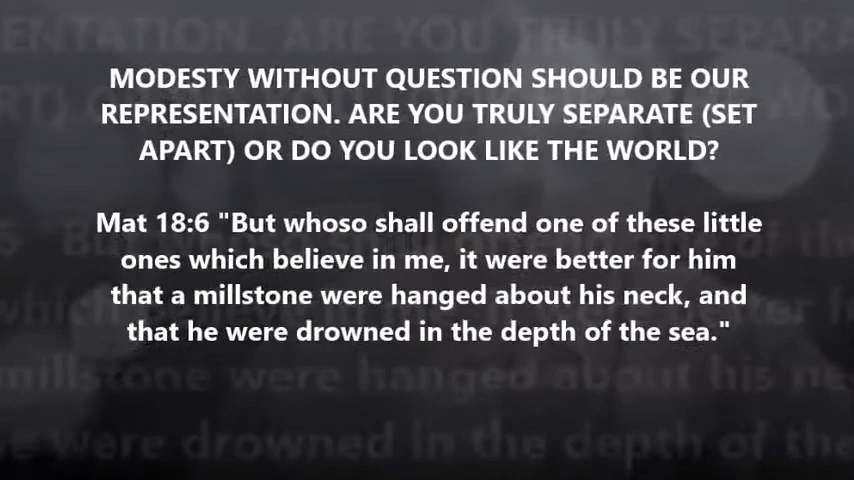 MODESTY WITHOUT QUESTION SHOULD BE OUR
REPRESENTATION. ARE YOU TRULY SEPARATE (SET
APART) OR DO YOU LOOK LIKE THE WORLD?
Mat 18:6 "But whoso shall offend one of these little
ones which believe in me, it were better for him
that a millstone were hanged about his neck, and
that he were drowned in the depth of the sea."